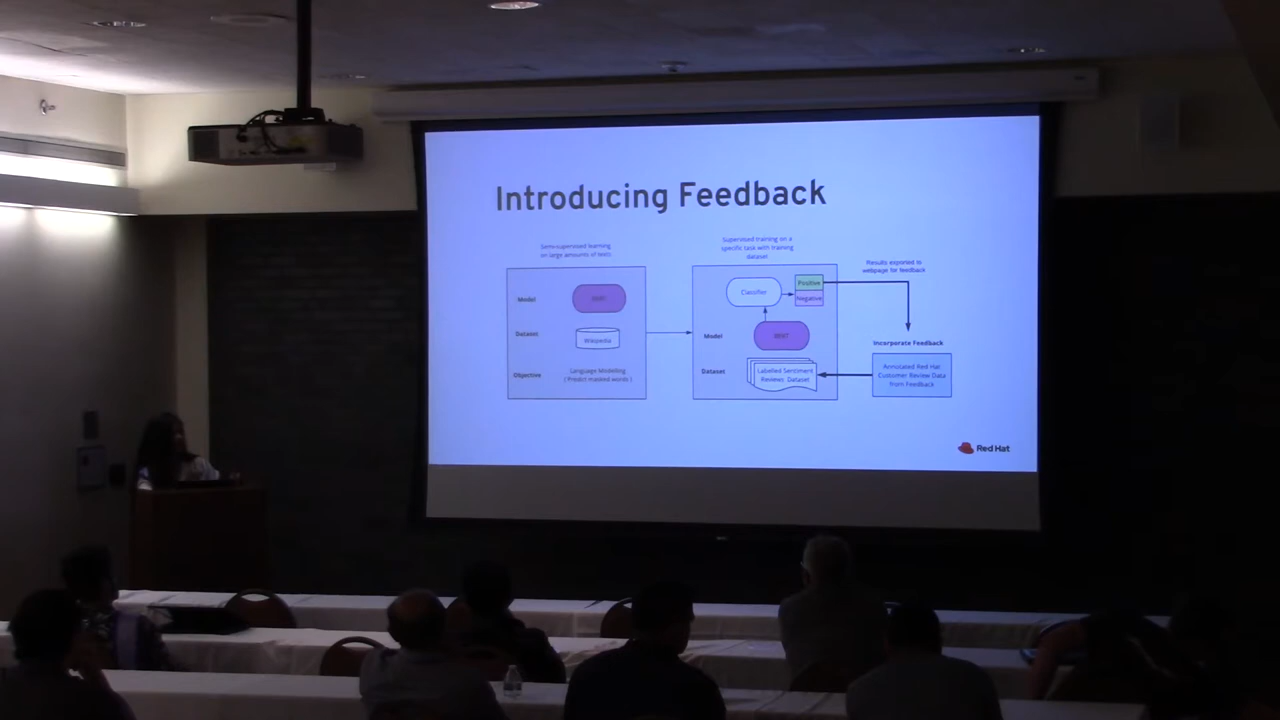 Introducing Feedback
Semi-supervised learning
on large amounts of texts
Model
BERT
Dataset
Wikipedia
Objective
Language Modelling
( Predict masked words )
Supervised training on a
specific task with training
dataset
Classifier
Positive
Negative
Model
BERT
Dataset
Labelled Sentiment
Reviews Dataset
Results exported to
webpage for feedback
Incorporate Feedback
Annotated Red Hat
Customer Review Data
from Feedback
Red Hat